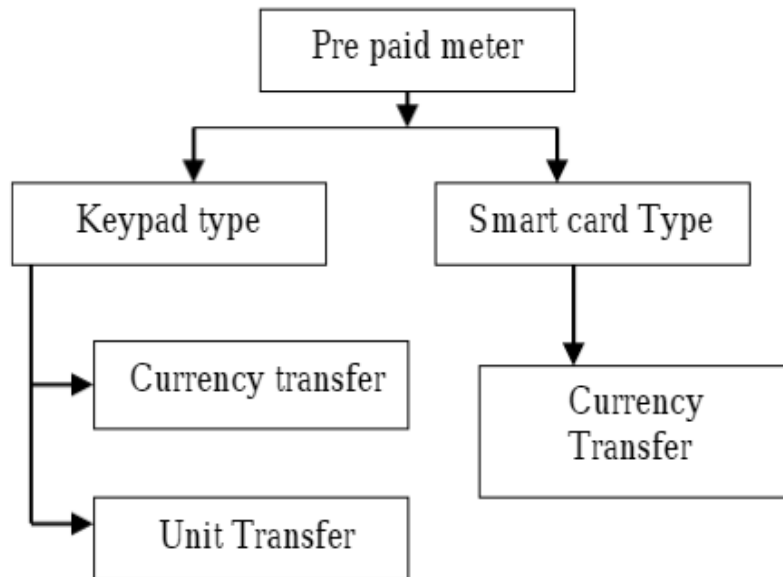 Pre paid meter
Keypad type
Smart card Type
Currency transfer
Currency
Transfer
Unit Transfer